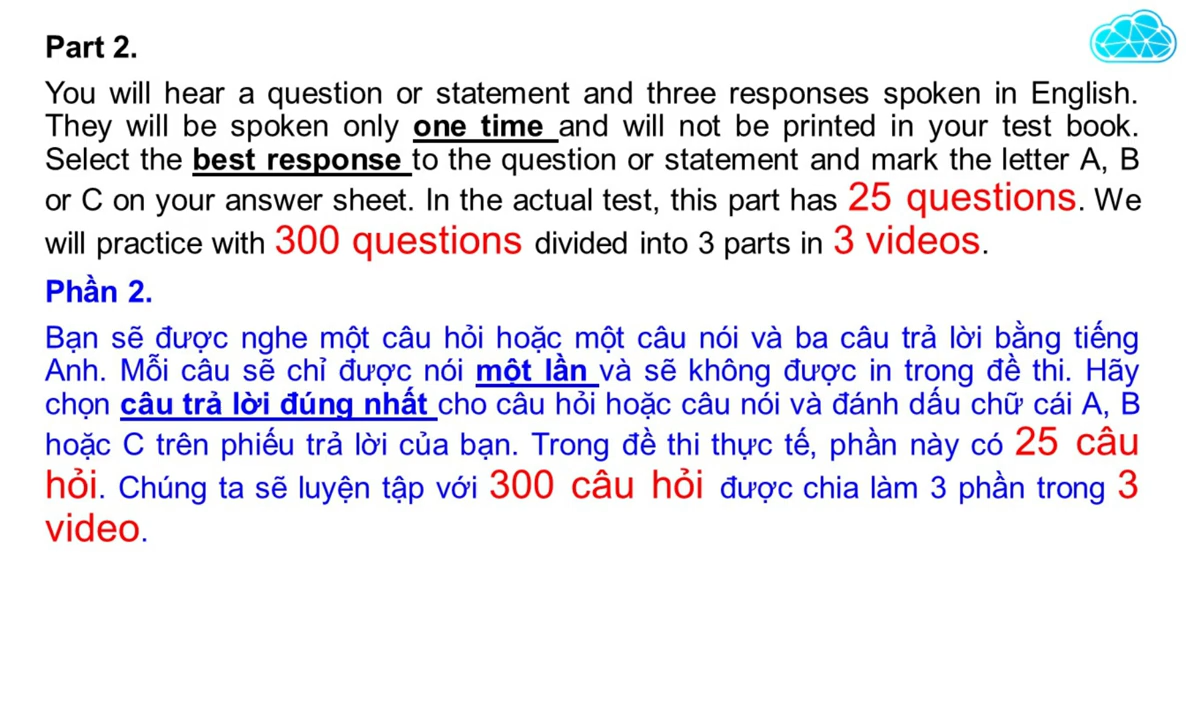 Part 2.
You will hear a question or statement and three responses spoken in English.
They will be spoken only one time and will not be printed in your test book.
Select the best response to the question or statement and mark the letter A, B
or C on your answer sheet. In the actual test, this part has 25 questions. We
will practice with 300 questions divided into 3 parts in 3 videos.
Phần 2.
Bạn sẽ được nghe một câu hỏi hoặc một câu nói và ba câu trả lời bằng tiếng
Anh. Mỗi câu sẽ chỉ được nói một lần và sẽ không được in trong đề thi. Hãy
chọn câu trả lời đúng nhất cho câu hỏi hoặc câu nói và đánh dấu chữ cái A, B
hoặc C trên phiếu trả lời của bạn. Trong đề thi thực tế, phần này có 25 câu
hỏi. Chúng ta sẽ luyện tập với 300 câu hỏi được chia làm 3 phần trong 3
video.